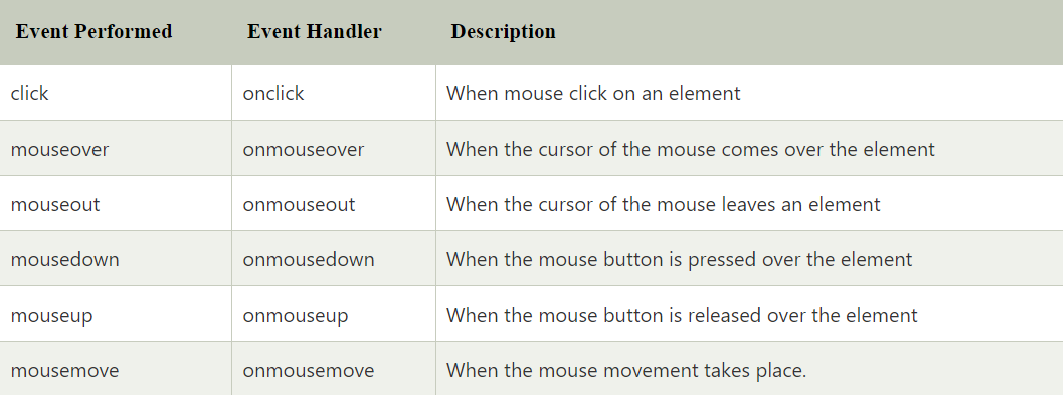 Event Performed Event Handler Description
click onclick When mouse click on an element
mouseover onmouseover When the cursor of the mouse comes over the element
mouseout onmouseout When the cursor of the mouse leaves an element
mousedown onmousedown When the mouse button is pressed over the element
mouseup onmouseup When the mouse button is released over the element
mousemove onmousemove When the mouse movement takes place.